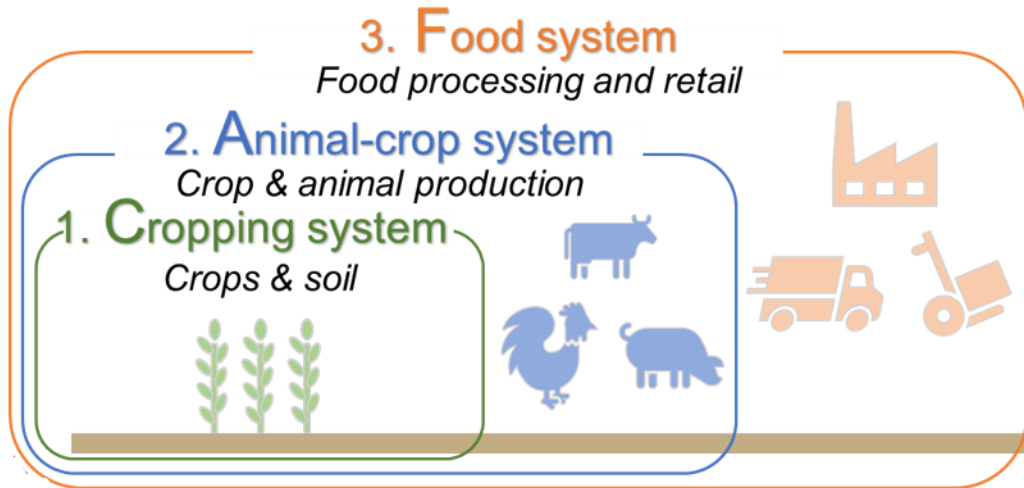 3. Food system
Food processing and retail
2. Animal-crop system
Crop & animal production
1. Cropping system
Crops & soil